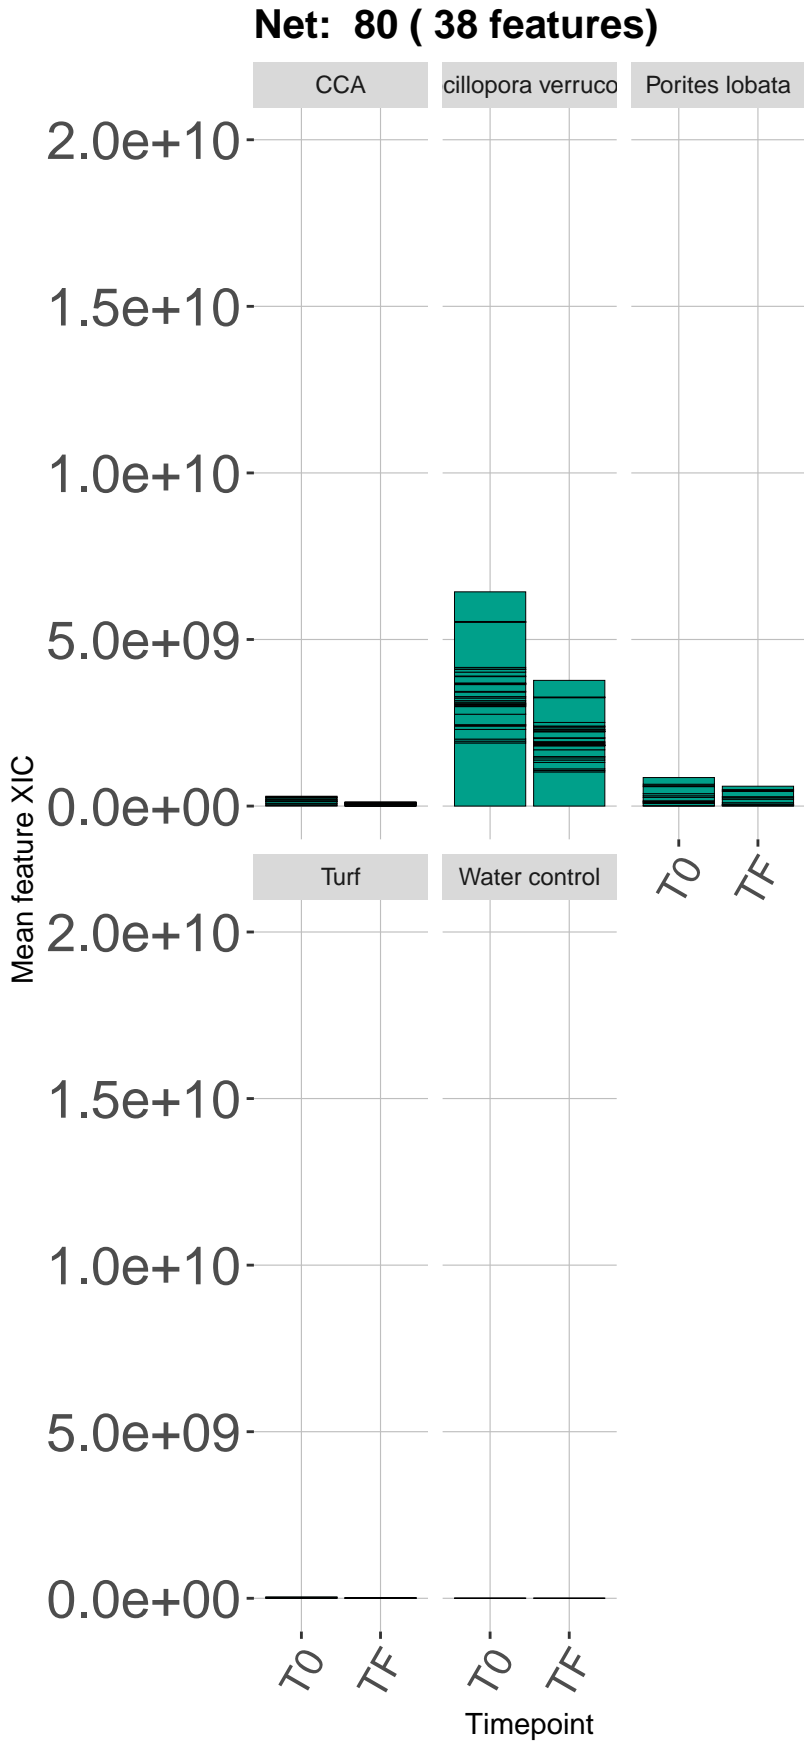 Net:  80 ( 38 features)
CCA
cillopora verruco
Porites lobata
2.0e+10
1.5e+10
1.0e+10
5.0e+09
0.0e+00
T0
TF
Turf
Water control
2.0e+10
1.5e+10
1.0e+10
5.0e+09
0.0e+00
T0
TF
T0
TF
Mean feature XIC
Timepoint